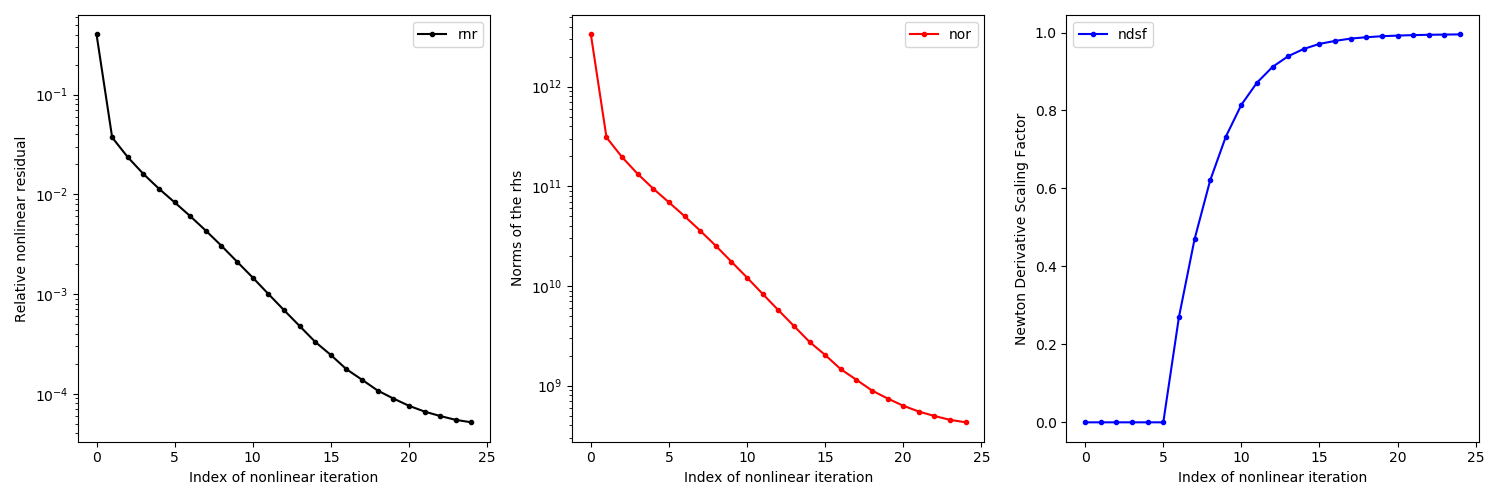 rnr
10⁻¹
10⁻²
10⁻³
10⁻⁴
Relative nonlinear residual
0 5 10 15 20 25
Index of nonlinear iteration
nor
10¹²
10¹¹
10¹⁰
10⁹
Norms of the rhs
0 5 10 15 20 25
Index of nonlinear iteration
ndsf
1.0
0.8
0.6
0.4
0.2
0.0
Newton Derivative Scaling Factor
0 5 10 15 20 25
Index of nonlinear iteration